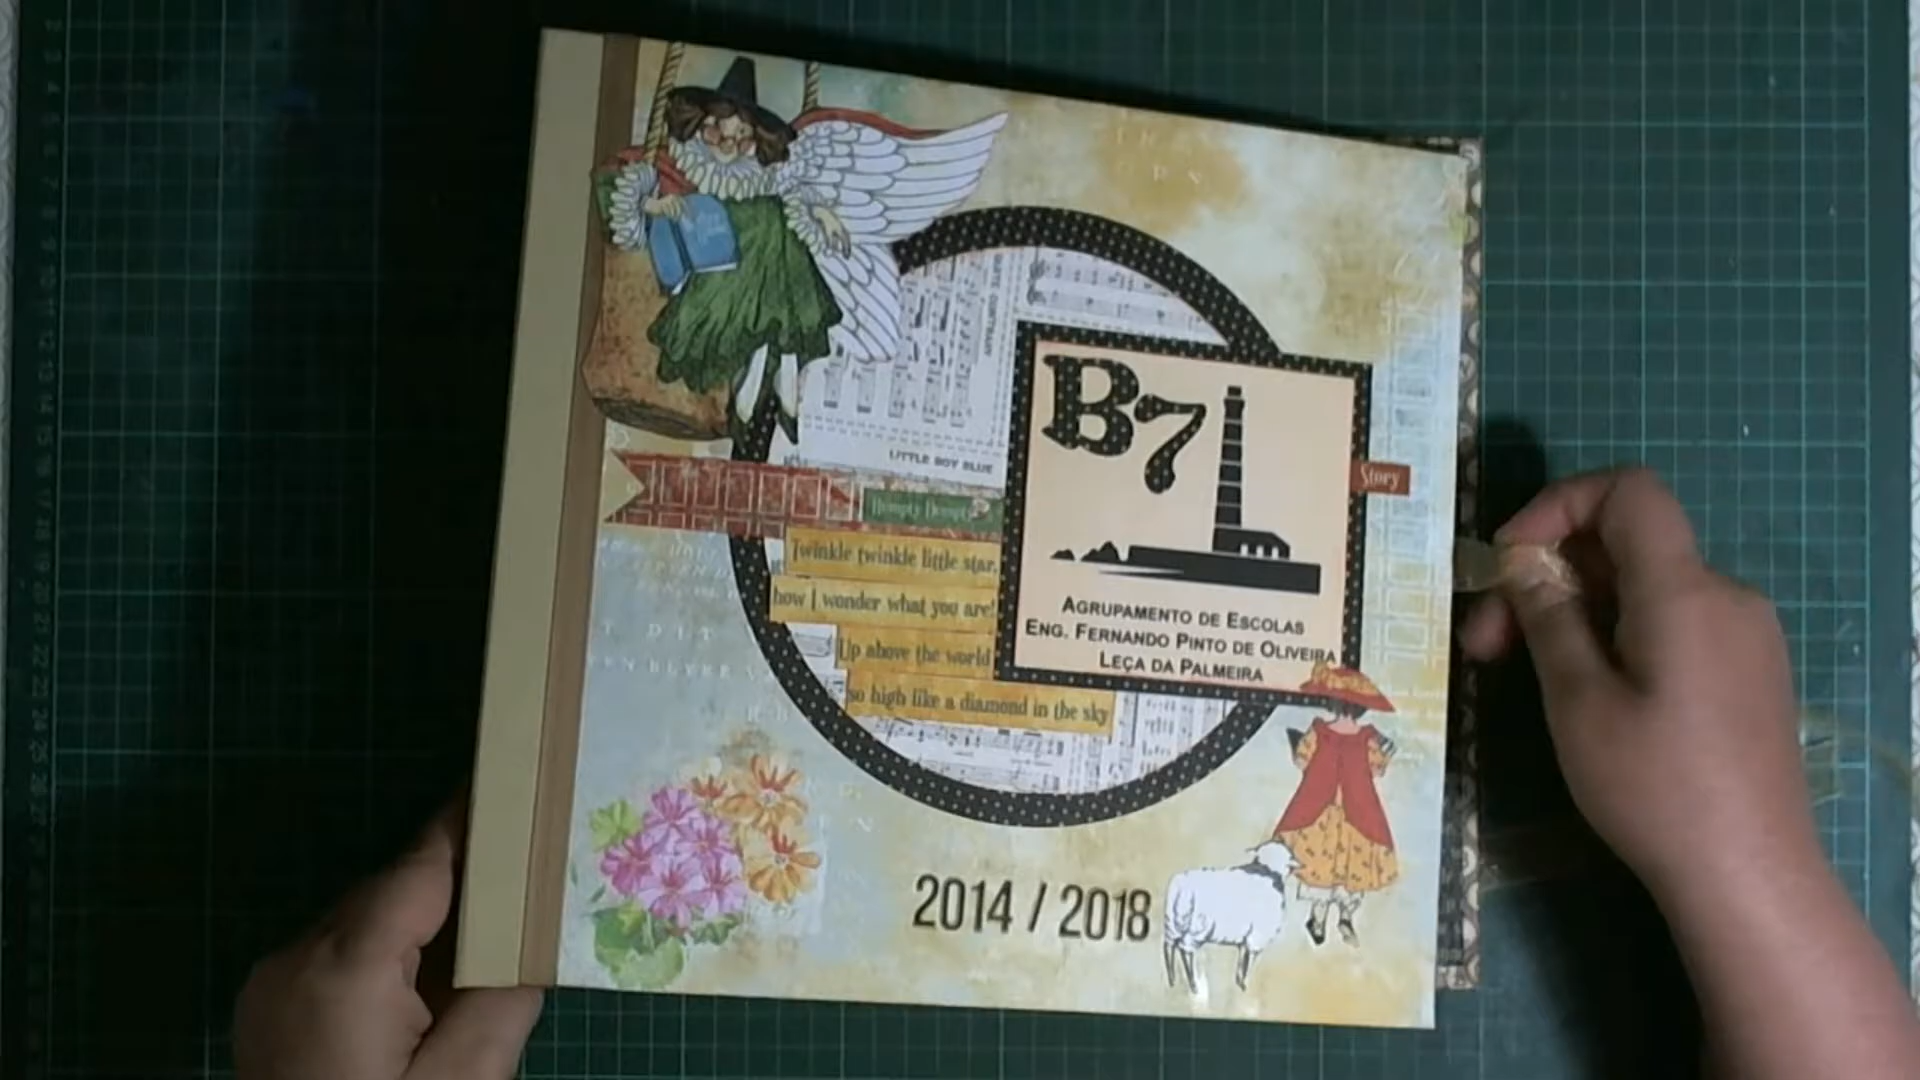 B7
LITTLE BOY BLUE
Story
Humpty Dumpty
Twinkle twinkle little star,
how I wonder what you are!
Up above the world
so high like a diamond in the sky
AGRUPAMENTO DE ESCOLAS
ENG. FERNANDO PINTO DE OLIVEIRA
LEÇA DA PALMEIRA
2014 / 2018